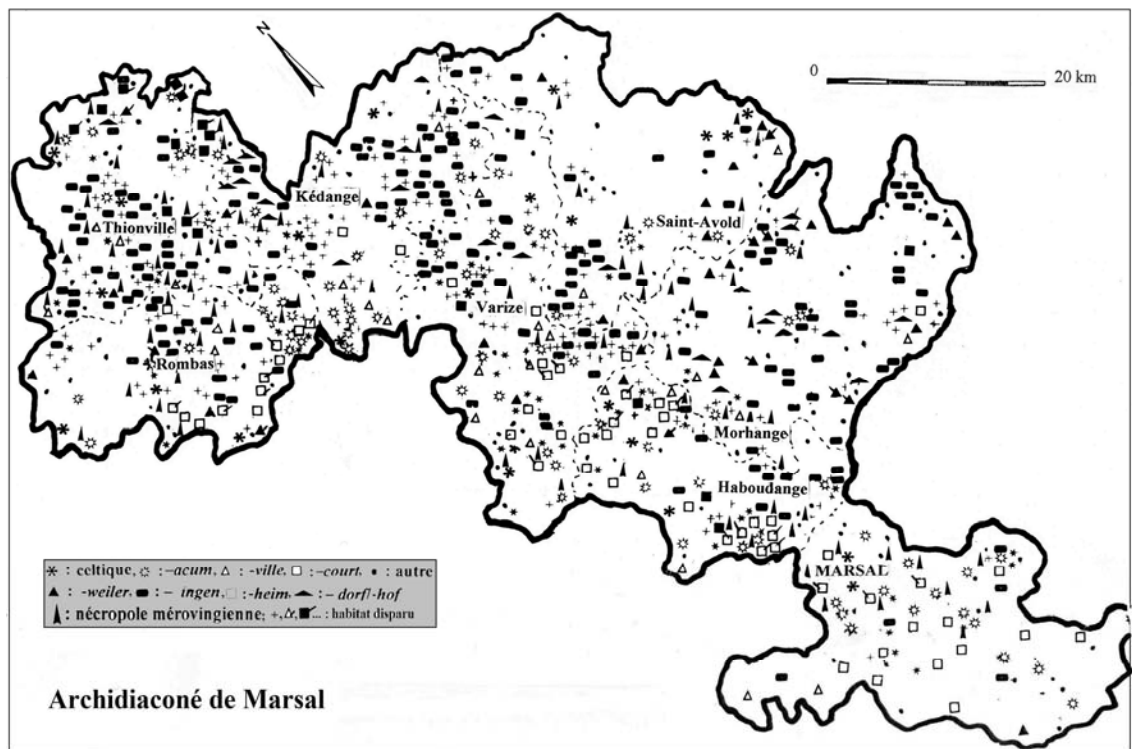 N
0 20 km
Kédange
Thionville
Saint-Avold
Varize
Rombas
Morhange
Haboudange
MARSAL
: celtique, : -acum, : -ville, : -court, : autre
: -weiler, : - ingen, : -heim, : - dorf/-hof
: nécropole mérovingienne; +, ... : habitat disparu
Archidiaconé de Marsal